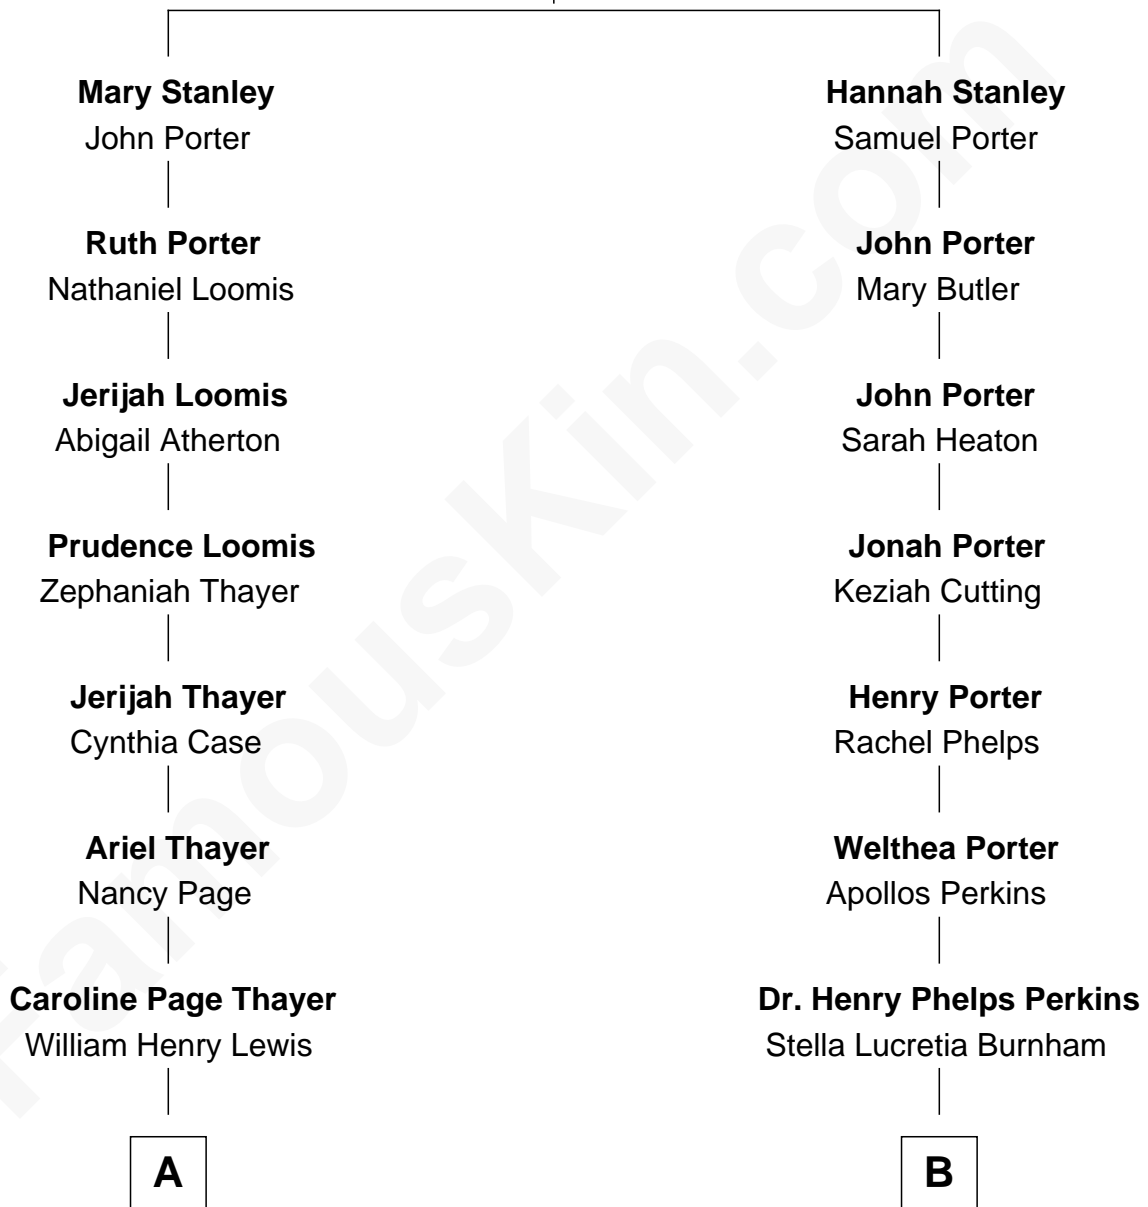 Mary Stanley
John Porter
Hannah Stanley
Samuel Porter
Ruth Porter
Nathaniel Loomis
John Porter
Mary Butler
Jerijah Loomis
Abigail Atherton
John Porter
Sarah Heaton
Prudence Loomis
Zephaniah Thayer
Jonah Porter
Keziah Cutting
Jerijah Thayer
Cynthia Case
Henry Porter
Rachel Phelps
Ariel Thayer
Nancy Page
Welthea Porter
Apollos Perkins
Caroline Page Thayer
William Henry Lewis
Dr. Henry Phelps Perkins
Stella Lucretia Burnham
A
B
FamousKin.com